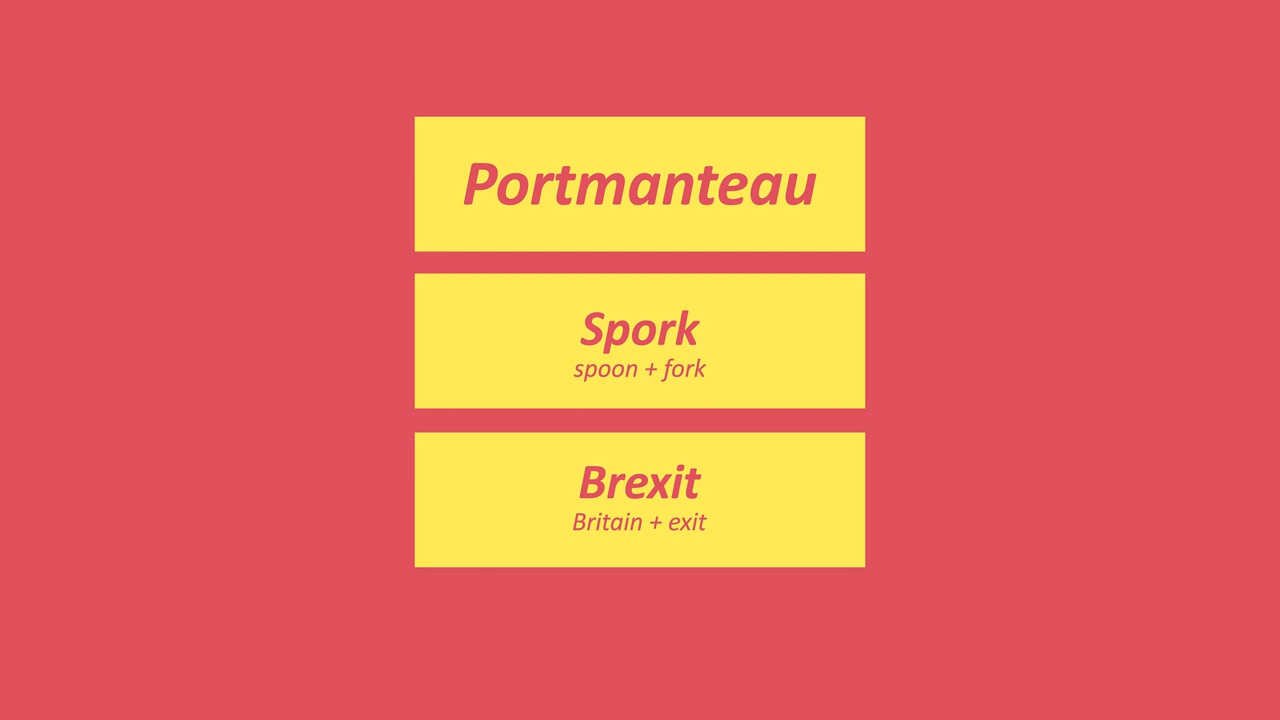 Portmanteau
Spork
spoon + fork
Brexit
Britain + exit